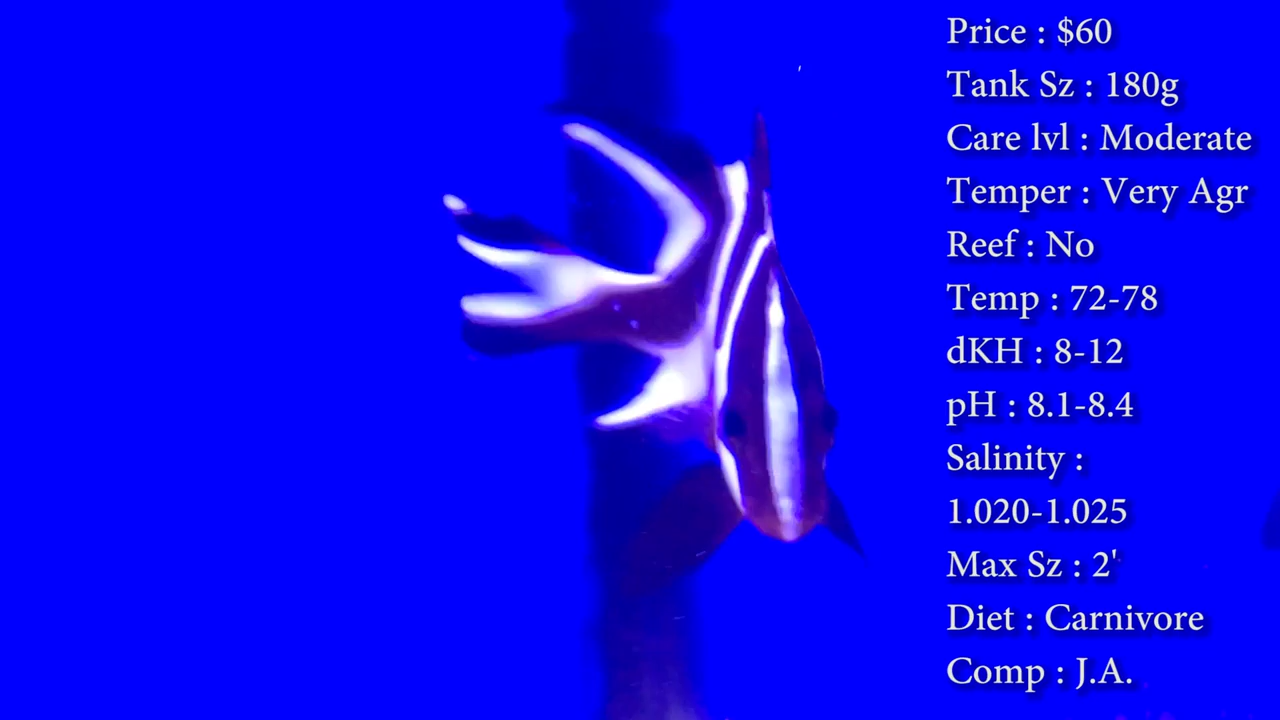 Price : $60
Tank Sz : 180g
Care lvl : Moderate
Temper : Very Agr
Reef : No
Temp : 72-78
dKH : 8-12
pH : 8.1-8.4
Salinity :
1.020-1.025
Max Sz : 2'
Diet : Carnivore
Comp : J.A.